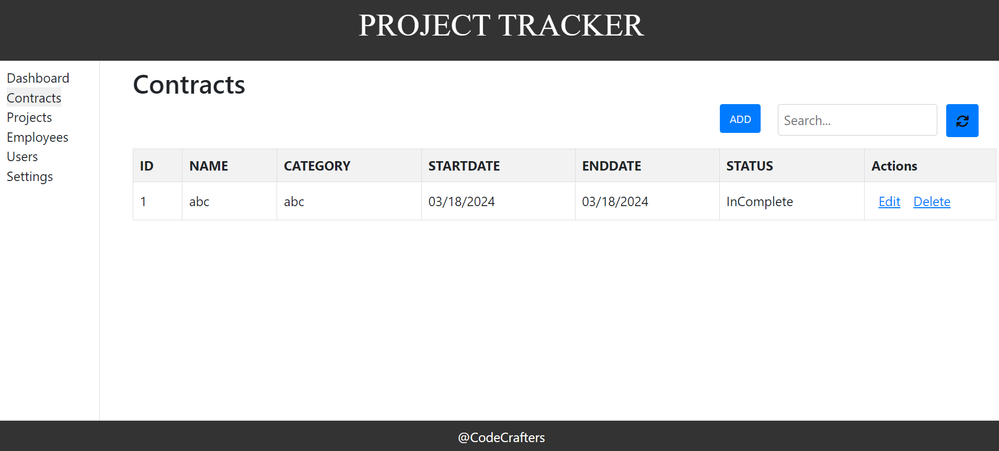 PROJECT TRACKER
Dashboard
Contracts
Projects
Employees
Users
Settings
Contracts
ADD Search...
ID NAME CATEGORY STARTDATE ENDDATE STATUS Actions
1 abc abc 03/18/2024 03/18/2024 InComplete Edit Delete
@CodeCrafters